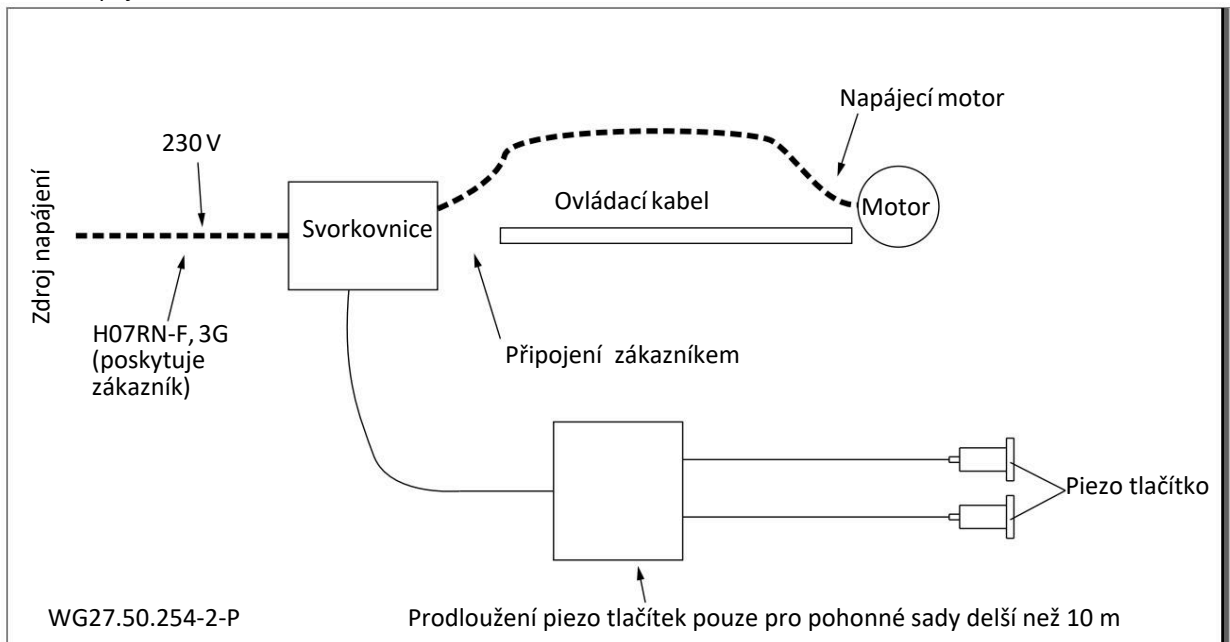 Napájecí motor
230 V
Zdroj napájení
Svorkovnice
Ovládací kabel
Motor
H07RN-F, 3G
(poskytuje
zákazník)
Připojení zákazníkem
Piezo tlačítko
WG27.50.254-2-P
Prodloužení piezo tlačítek pouze pro pohonné sady delší než 10 m